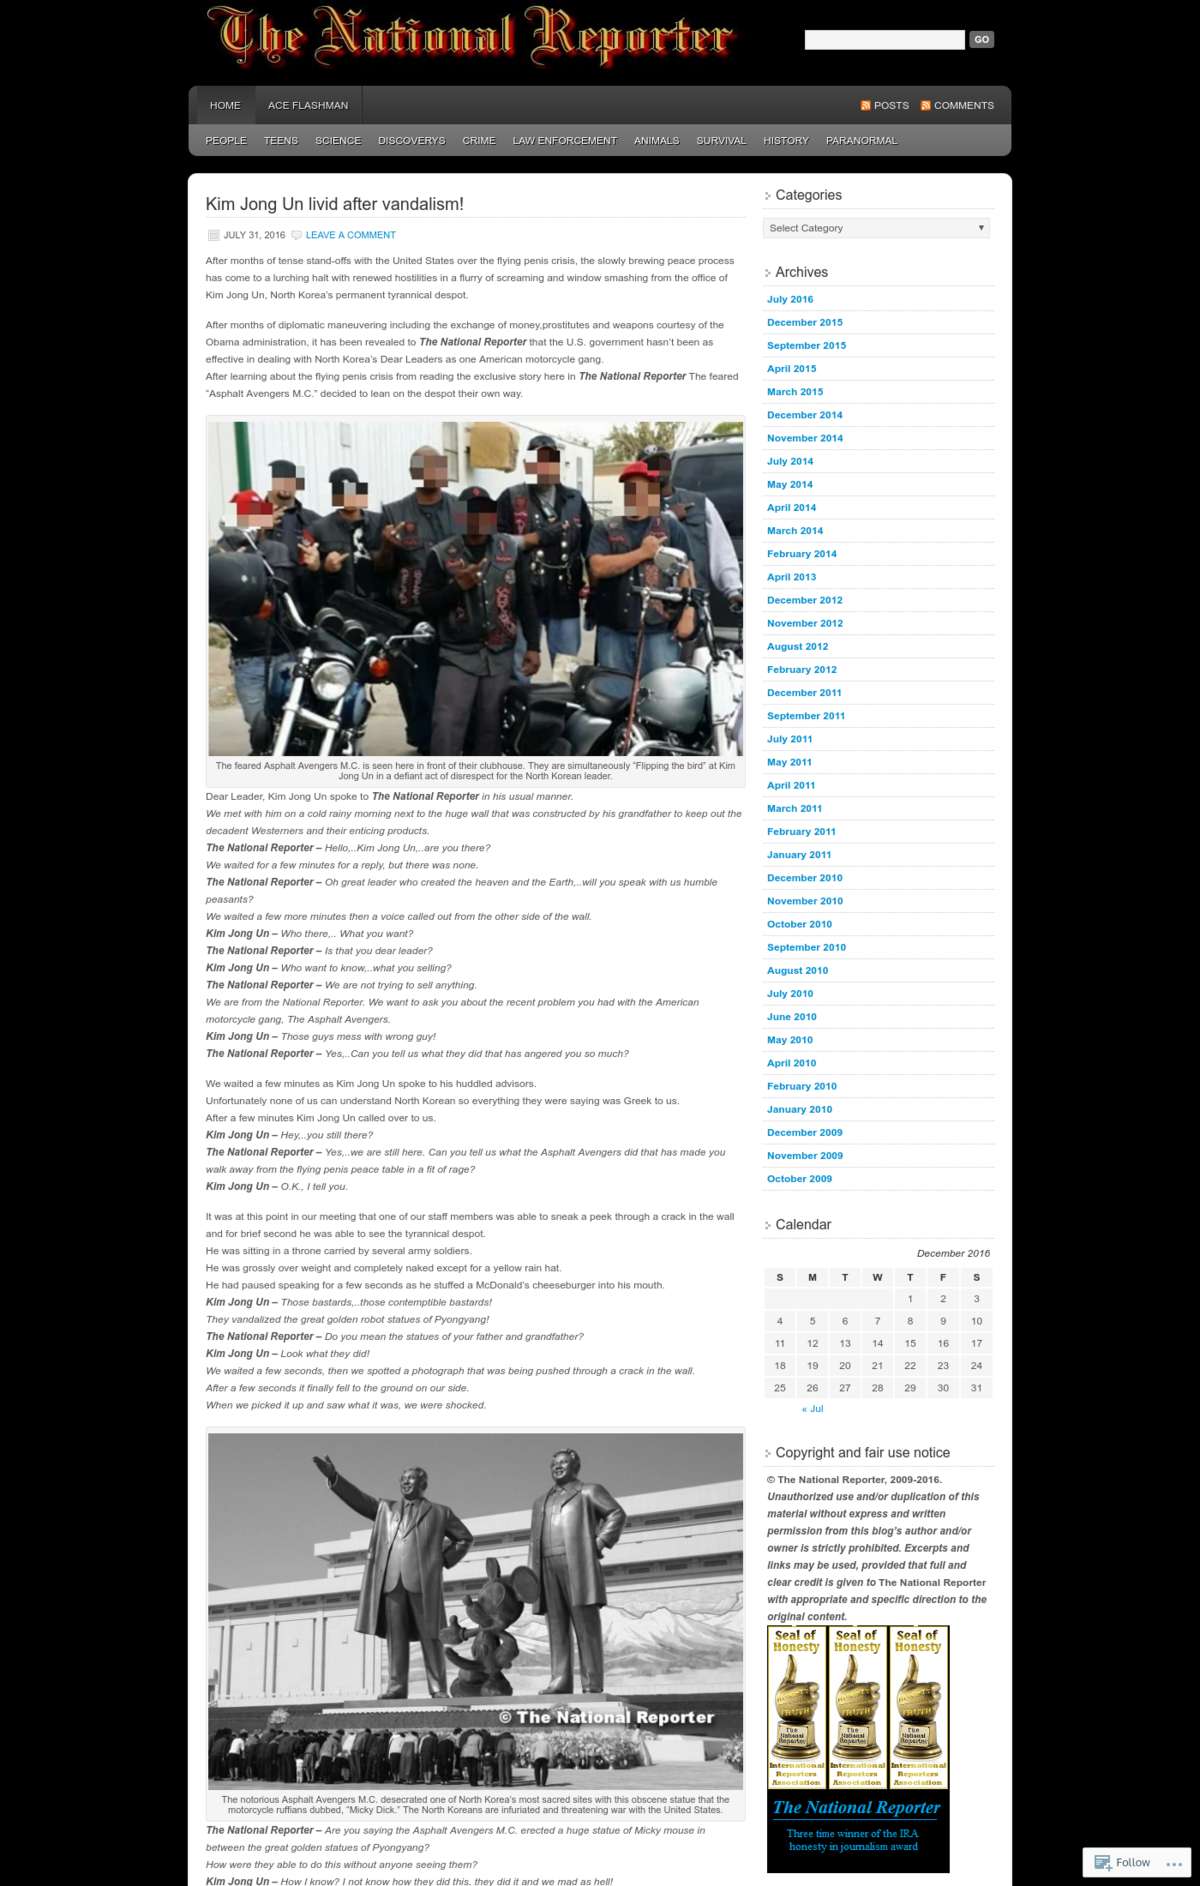 The National Reporter
GO
HOME
ACE FLASHMAN
POSTS
COMMENTS
PEOPLE
TEENS
SCIENCE
DISCOVERYS
CRIME
LAW ENFORCEMENT
ANIMALS
SURVIVAL
HISTORY
PARANORMAL
Kim Jong Un livid after vandalism!
JULY 31, 2016
LEAVE A COMMENT
After months of tense stand-offs with the United States over the flying penis crisis, the slowly brewing peace process
has come to a lurching halt with renewed hostilities in a flurry of screaming and window smashing from the office of
Kim Jong Un, North Korea's permanent tyrannical despot.
After months of diplomatic maneuvering including the exchange of money,prostitutes and weapons courtesy of the
Obama administration, it has been revealed to The National Reporter that the U.S. government hasn't been as
effective in dealing with North Korea's Dear Leaders as one American motorcycle gang.
After learning about the flying penis crisis from reading the exclusive story here in The National Reporter The feared
"Asphalt Avengers M.C." decided to lean on the despot their own way.
The feared Asphalt Avengers M.C. is seen here in front of their clubhouse. They are simultaneously "Flipping the bird" at Kim
Jong Un in a defiant act of disrespect for the North Korean leader.
Dear Leader, Kim Jong Un spoke to The National Reporter in his usual manner.
We met with him on a cold rainy morning next to the huge wall that was constructed by his grandfather to keep out the
decadent Westerners and their enticing products.
The National Reporter – Hello,..Kim Jong Un,..are you there?
We waited for a few minutes for a reply, but there was none.
The National Reporter – Oh great leader who created the heaven and the Earth,..will you speak with us humble
peasants?
We waited a few more minutes then a voice called out from the other side of the wall.
Kim Jong Un – Who there,.. What you want?
The National Reporter – Is that you dear leader?
Kim Jong Un – Who want to know,..what you selling?
The National Reporter – We are not trying to sell anything.
We are from the National Reporter. We want to ask you about the recent problem you had with the American
motorcycle gang, The Asphalt Avengers.
Kim Jong Un – Those guys mess with wrong guy!
The National Reporter – Yes,..Can you tell us what they did that has angered you so much?
We waited a few minutes as Kim Jong Un spoke to his huddled advisors.
Unfortunately none of us can understand North Korean so everything they were saying was Greek to us.
After a few minutes Kim Jong Un called over to us.
Kim Jong Un – Hey,..you still there?
The National Reporter – Yes,..we are still here. Can you tell us what the Asphalt Avengers did that has made you
walk away from the flying penis peace table in a fit of rage?
Kim Jong Un – O.K., I tell you.
It was at this point in our meeting that one of our staff members was able to sneak a peek through a crack in the wall
and for brief second he was able to see the tyrannical despot.
He was sitting in a throne carried by several army soldiers.
He was grossly over weight and completely naked except for a yellow rain hat.
He had paused speaking for a few seconds as he stuffed a McDonald's cheeseburger into his mouth.
Kim Jong Un – Those bastards,..those contemptible bastards!
They vandalized the great golden robot statues of Pyongyang!
The National Reporter – Do you mean the statues of your father and grandfather?
Kim Jong Un – Look what they did!
We waited a few seconds, then we spotted a photograph that was being pushed through a crack in the wall.
After a few seconds it finally fell to the ground on our side.
When we picked it up and saw what it was, we were shocked.
© The National Reporter
The notorious Asphalt Avengers M.C. desecrated one of North Korea's most sacred sites with this obscene statue that the
motorcycle ruffians dubbed, "Micky Dick." The North Koreans are infuriated and threatening war with the United States.
The National Reporter – Are you saying the Asphalt Avengers M.C. erected a huge statue of Micky mouse in
between the great golden statues of Pyongyang?
How were they able to do this without anyone seeing them?
Kim Jong Un – How I know? I not know how they did this, they did it and we mad as hell!
Categories
Select Category
Archives
July 2016
December 2015
September 2015
April 2015
March 2015
December 2014
November 2014
July 2014
May 2014
April 2014
March 2014
February 2014
April 2013
December 2012
November 2012
August 2012
February 2012
December 2011
September 2011
July 2011
May 2011
April 2011
March 2011
February 2011
January 2011
December 2010
November 2010
October 2010
September 2010
August 2010
July 2010
June 2010
May 2010
April 2010
February 2010
January 2010
December 2009
November 2009
October 2009
Calendar
December 2016
S M T W T F S
1 2 3
4 5 6 7 8 9 10
11 12 13 14 15 16 17
18 19 20 21 22 23 24
25 26 27 28 29 30 31
« Jul
Copyright and fair use notice
© The National Reporter, 2009-2016.
Unauthorized use and/or duplication of this
material without express and written
permission from this blog's author and/or
owner is strictly prohibited. Excerpts and
links may be used, provided that full and
clear credit is given to The National Reporter
with appropriate and specific direction to the
original content.
Seal of Honesty
Seal of Honesty
Seal of Honesty
TRUTH
TRUTH
TRUTH
The National Reporter
The National Reporter
The National Reporter
International Reporters Association
International Reporters Association
International Reporters Association
The National Reporter
Three time winner of the IRA
honesty in journalism award
Follow